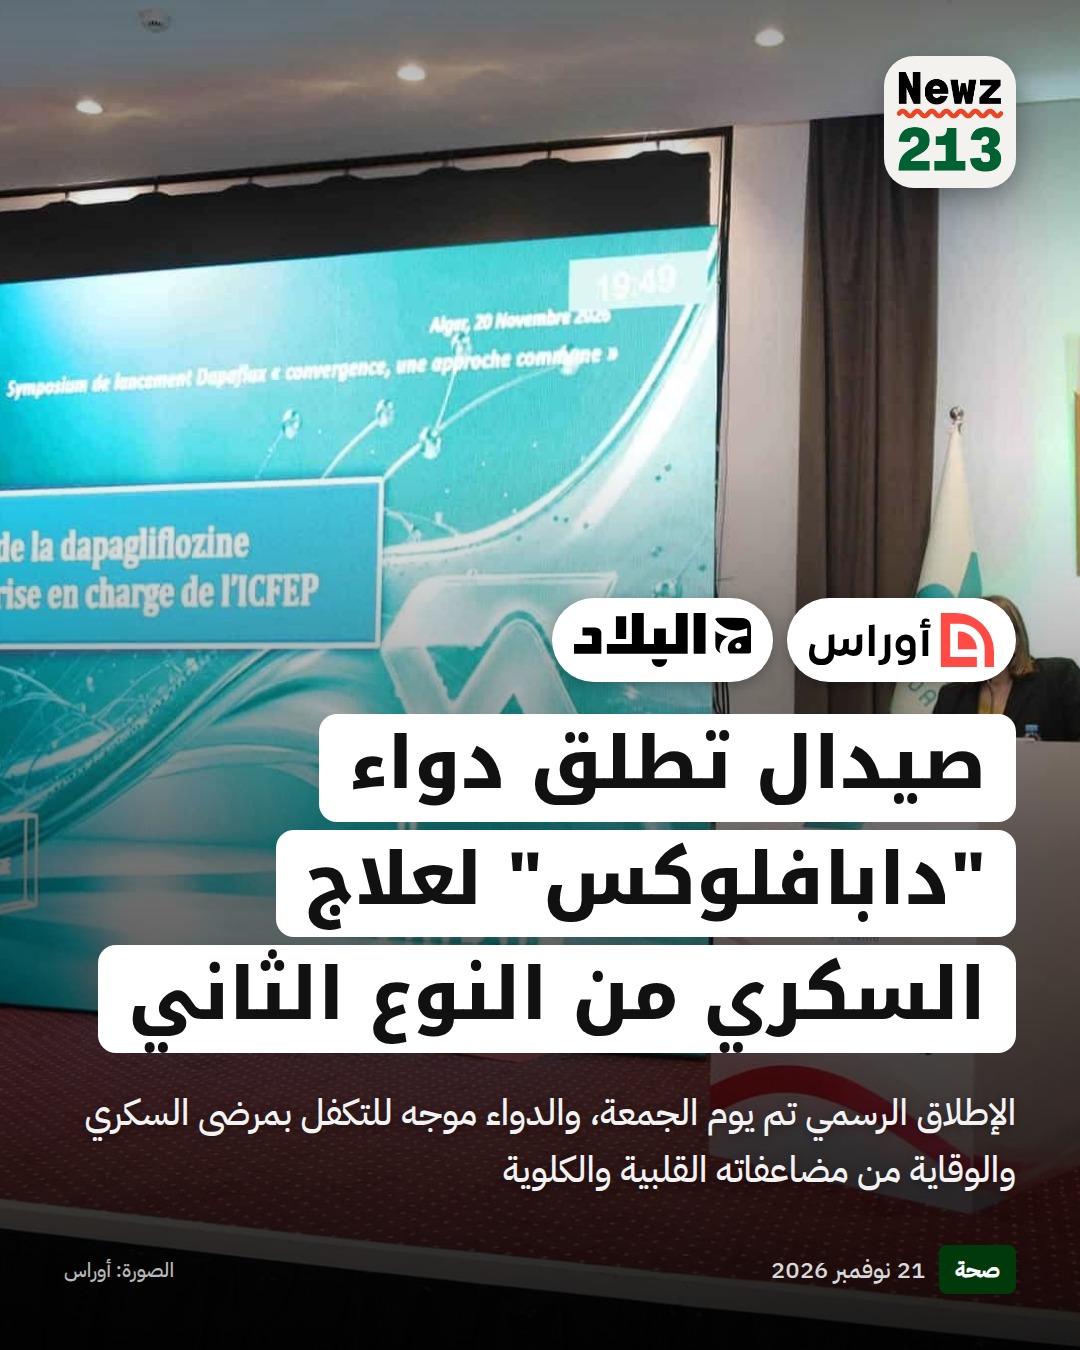 Newz
213
19:49
Alger, 20 Novembre 2026
Symposium de lancement Dapaflux « convergence, une approche commune »
de la dapagliflozine
rise en charge de l'ICFEP
أوراس
البلاد
صيدال تطلق دواء
"دابافلوكس" لعلاج
السكري من النوع الثاني
الإطلاق الرسمي تم يوم الجمعة، والدواء موجه للتكفل بمرضى السكري
والوقاية من مضاعفاته القلبية والكلوية
صحة
21 نوفمبر 2026
الصورة: أوراس